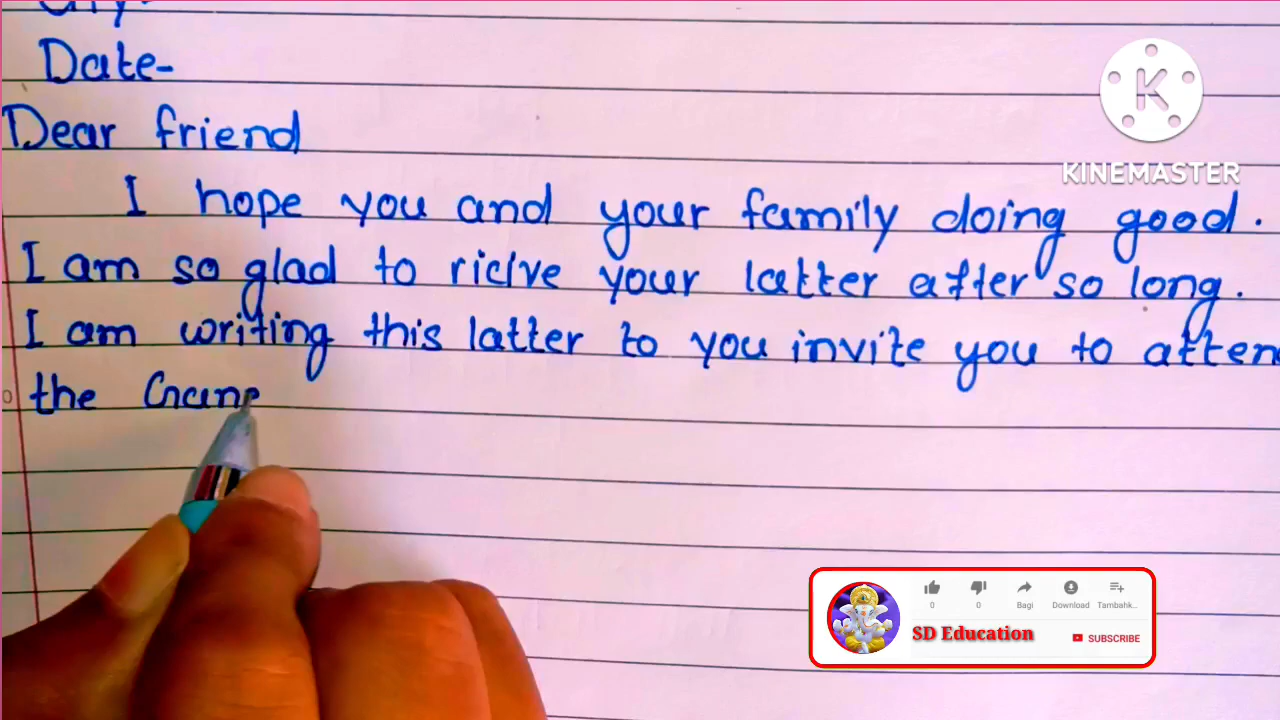 Date-
Dear friend
I hope you and your family doing good.
I am so glad to ricive your latter after so long.
I am writing this latter to you invite you to atten
the Gane
KINEMASTER
0 0 Bagi Download Tambahk...
SD Education SUBSCRIBE